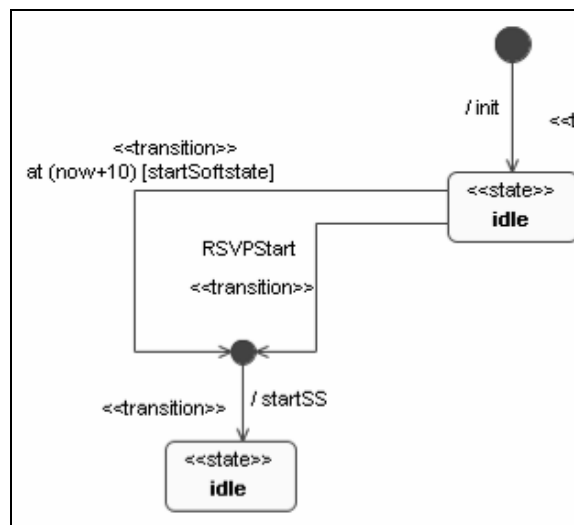 / init
<<t
<<transition>>
at (now+10) [startSoftstate]
<<state>>
idle
RSVPStart
<<transition>>
/ startSS
<<transition>>
<<state>>
idle